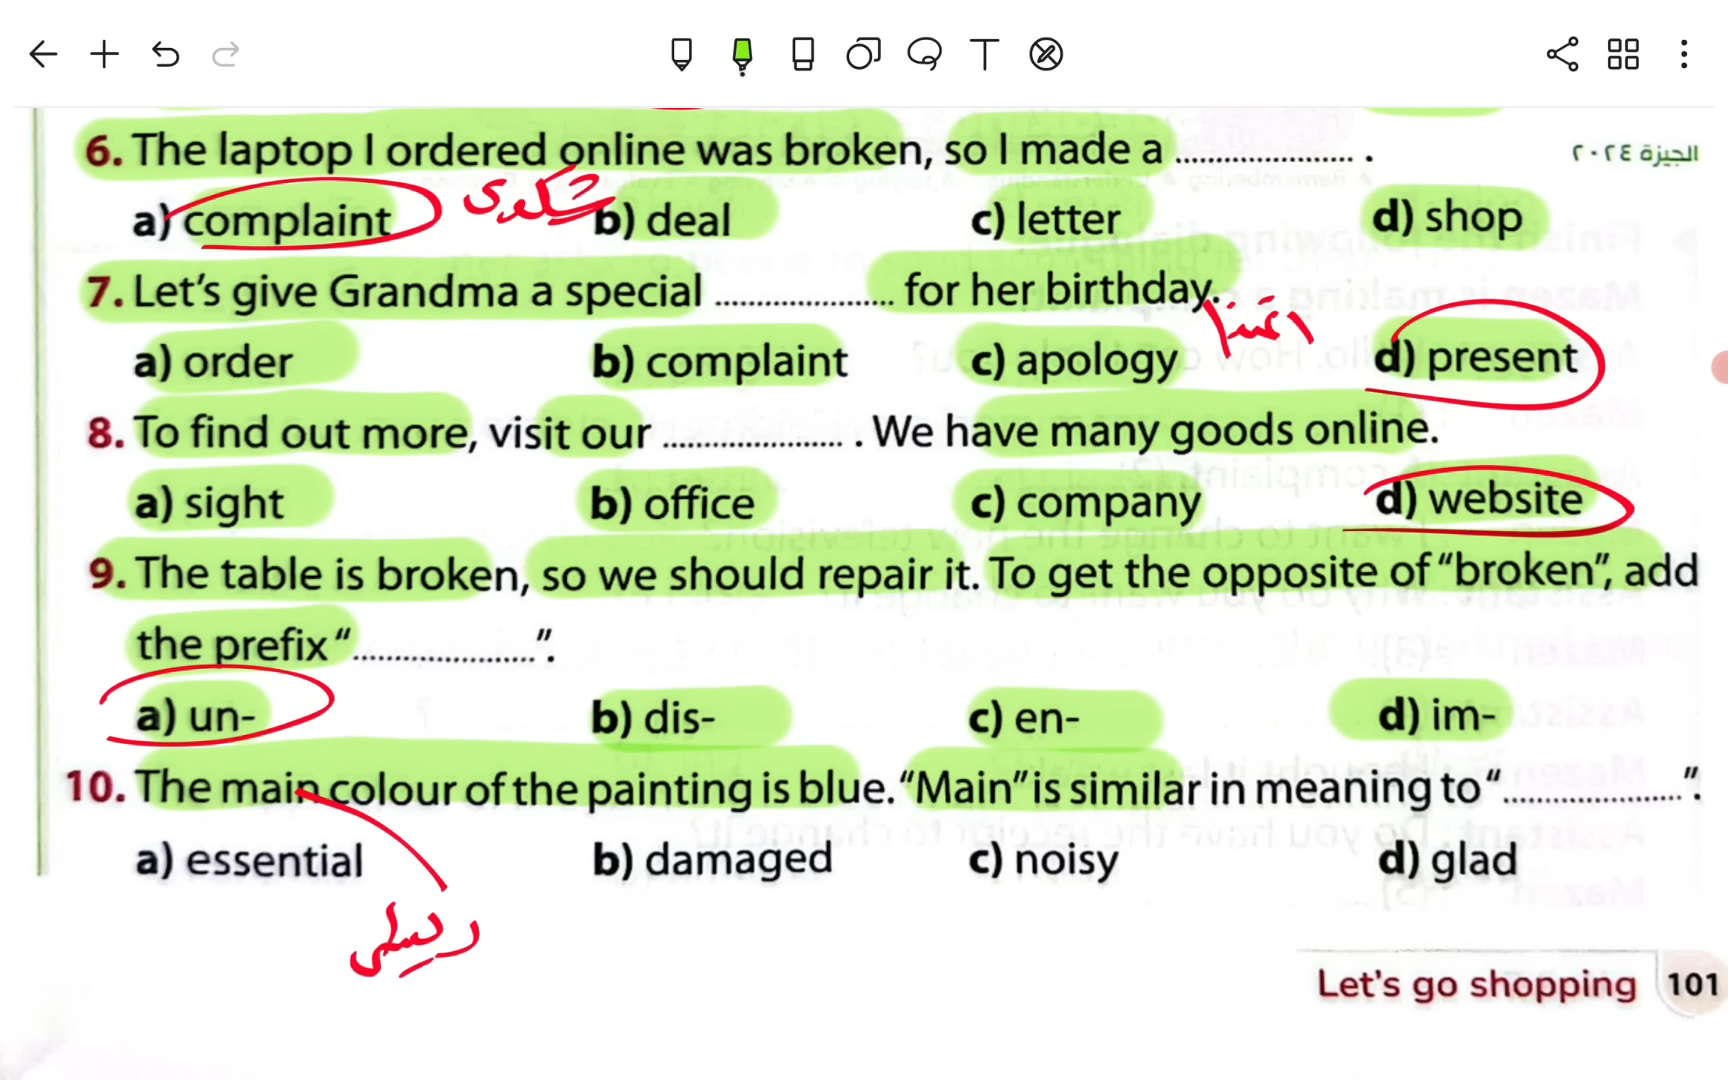 6. The laptop I ordered online was broken, so I made a .................... . الجيزة ٢٠٢٤
a) complaint شكوى b) deal c) letter d) shop
7. Let's give Grandma a special .................... for her birthday.
a) order b) complaint c) apology d) present
8. To find out more, visit our .................... . We have many goods online.
a) sight b) office c) company d) website
9. The table is broken, so we should repair it. To get the opposite of “broken”, add
the prefix “....................”.
a) un- b) dis- c) en- d) im-
10. The main colour of the painting is blue. “Main” is similar in meaning to “....................”.
a) essential b) damaged c) noisy d) glad
Let's go shopping 101